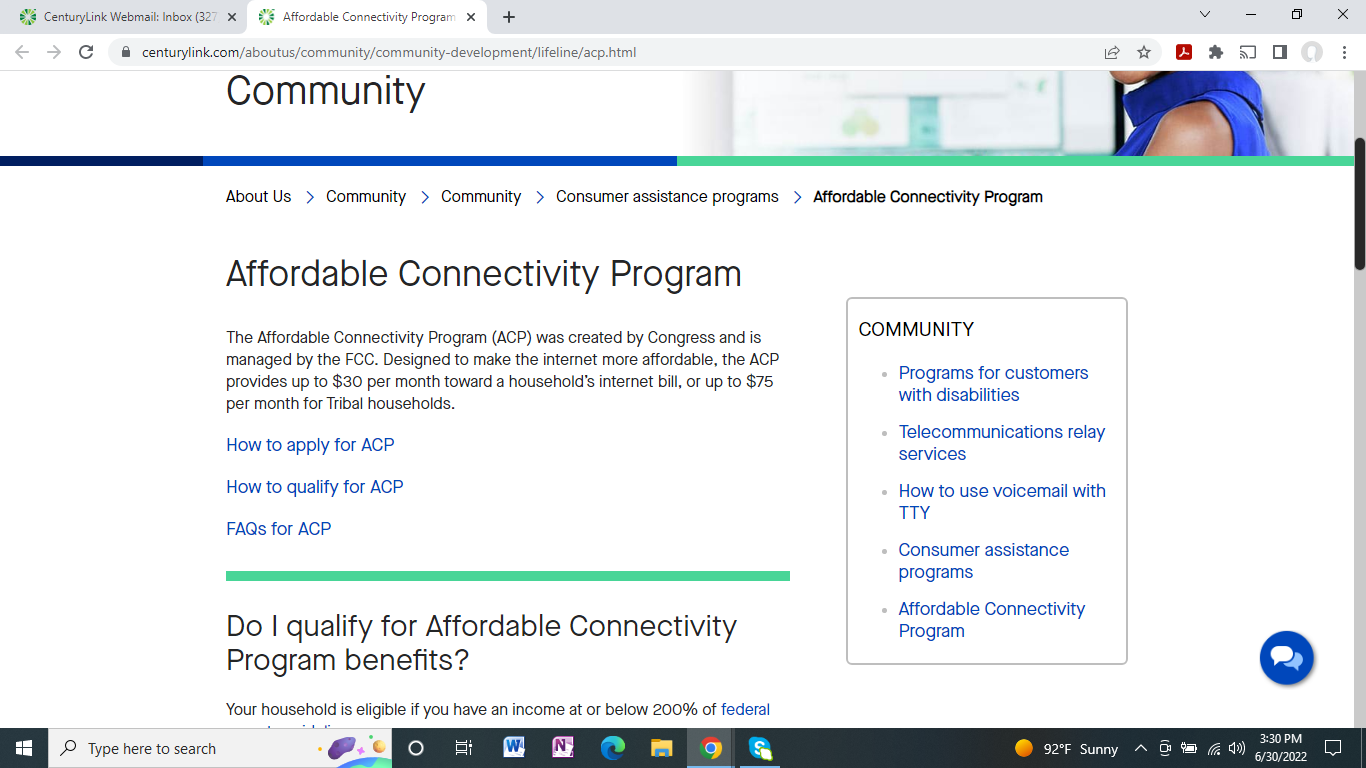 CenturyLink Webmail: Inbox (327
Affordable Connectivity Program
centurylink.com/aboutus/community/community-development/lifeline/acp.html
Community
About Us > Community > Community > Consumer assistance programs > Affordable Connectivity Program
Affordable Connectivity Program
The Affordable Connectivity Program (ACP) was created by Congress and is
managed by the FCC. Designed to make the internet more affordable, the ACP
provides up to $30 per month toward a household's internet bill, or up to $75
per month for Tribal households.
How to apply for ACP
How to qualify for ACP
FAQs for ACP
Do I qualify for Affordable Connectivity
Program benefits?
Your household is eligible if you have an income at or below 200% of federal
COMMUNITY
Programs for customers
with disabilities
Telecommunications relay
services
How to use voicemail with
TTY
Consumer assistance
programs
Affordable Connectivity
Program
Type here to search
92°F Sunny
3:30 PM
6/30/2022